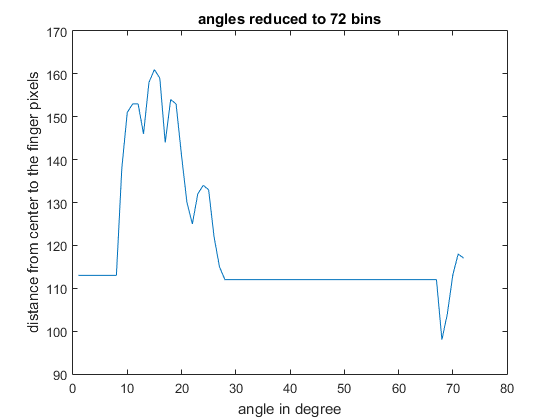 angles reduced to 72 bins
distance from center to the finger pixels
170
160
150
140
130
120
110
100
90
0 10 20 30 40 50 60 70 80
angle in degree